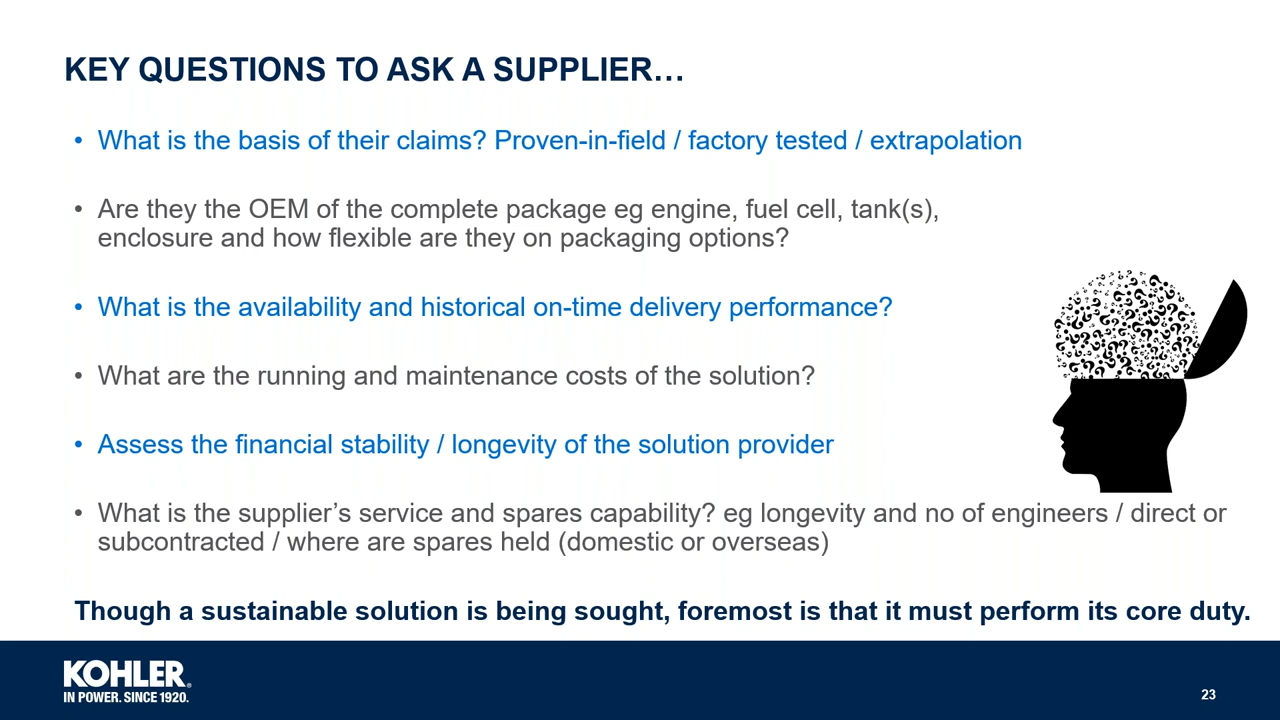 KEY QUESTIONS TO ASK A SUPPLIER…
• What is the basis of their claims? Proven-in-field / factory tested / extrapolation
• Are they the OEM of the complete package eg engine, fuel cell, tank(s),
enclosure and how flexible are they on packaging options?
• What is the availability and historical on-time delivery performance?
• What are the running and maintenance costs of the solution?
• Assess the financial stability / longevity of the solution provider
• What is the supplier’s service and spares capability? eg longevity and no of engineers / direct or
subcontracted / where are spares held (domestic or overseas)
Though a sustainable solution is being sought, foremost is that it must perform its core duty.
KOHLER®
IN POWER. SINCE 1920.
23